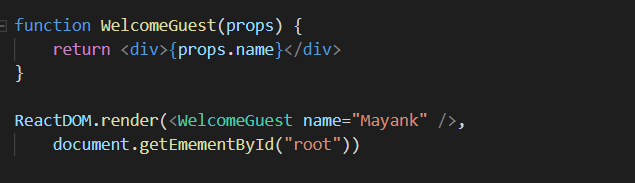 function WelcomeGuest(props) {
    return <div>{props.name}</div>
}

ReactDOM.render(<WelcomeGuest name="Mayank" />,
    document.getEmementById("root"))